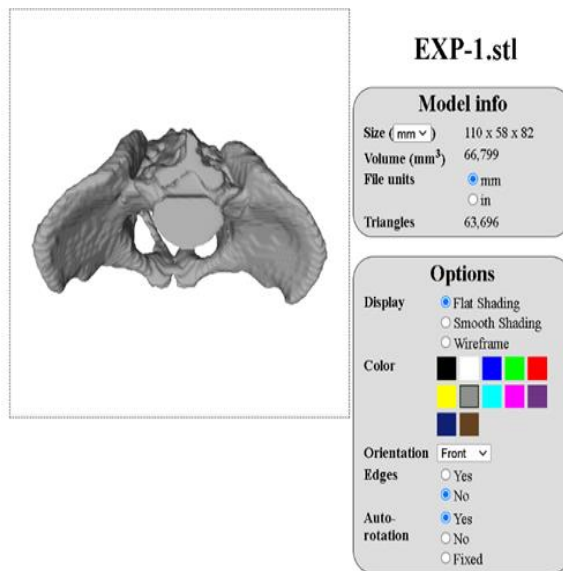 EXP-1.stl
Model info
Size ( mm ) 110 x 58 x 82
Volume (mm³) 66,799
File units mm
in
Triangles 63,696
Options
Display Flat Shading
Smooth Shading
Wireframe
Color
Orientation Front
Edges Yes
No
Auto- Yes
rotation No
Fixed